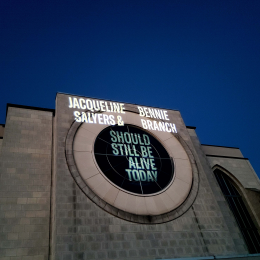 JACQUELINE BENNIE
SALYERS & BRANCH
SHOULD
STILL BE
ALIVE
TODAY